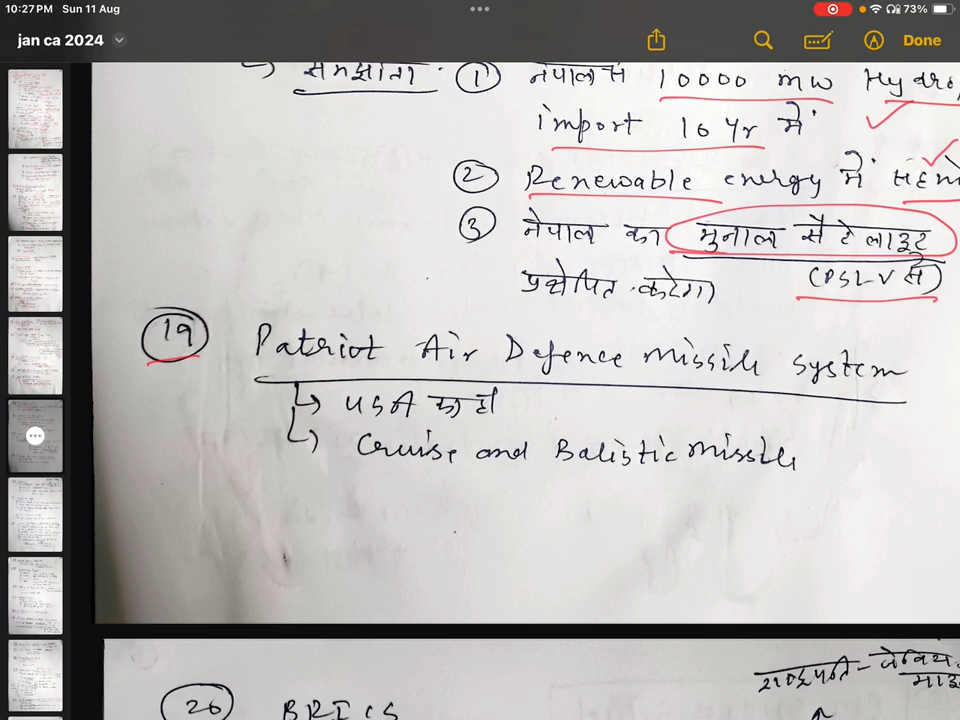 10:27 PM Sun 11 Aug
73%
jan ca 2024
Done
↳ समझौता · ① नेपाल से 10000 mw Hydro
import 10 yr में
② Renewable energy में
③ नेपाल का मुनाल सैटेलाइट
प्रक्षेपित करेगा (PSLV से)
19 Patriot Air Defence missile system
↳ USA का है
↳ Cruise and Balistic missile
20 BRICS
राष्ट्रपति -